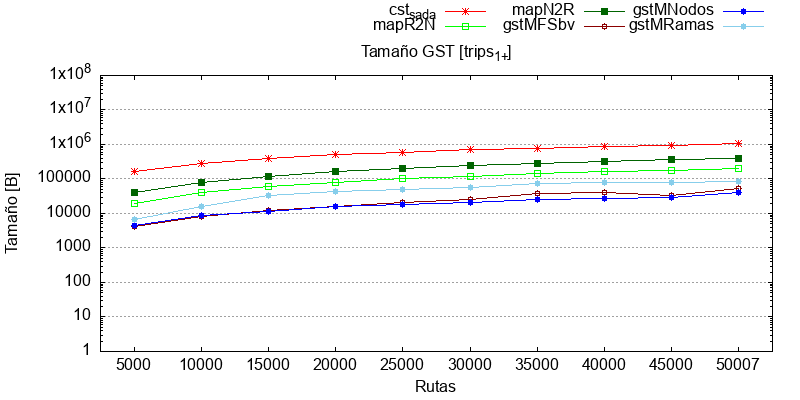 cst_sada mapN2R gstMNodos
mapR2N gstMFSbv gstMRamas
Tamaño GST [trips_1+]
1x10^8
1x10^7
1x10^6
100000
10000
1000
100
10
1
Tamaño [B]
5000 10000 15000 20000 25000 30000 35000 40000 45000 50007
Rutas